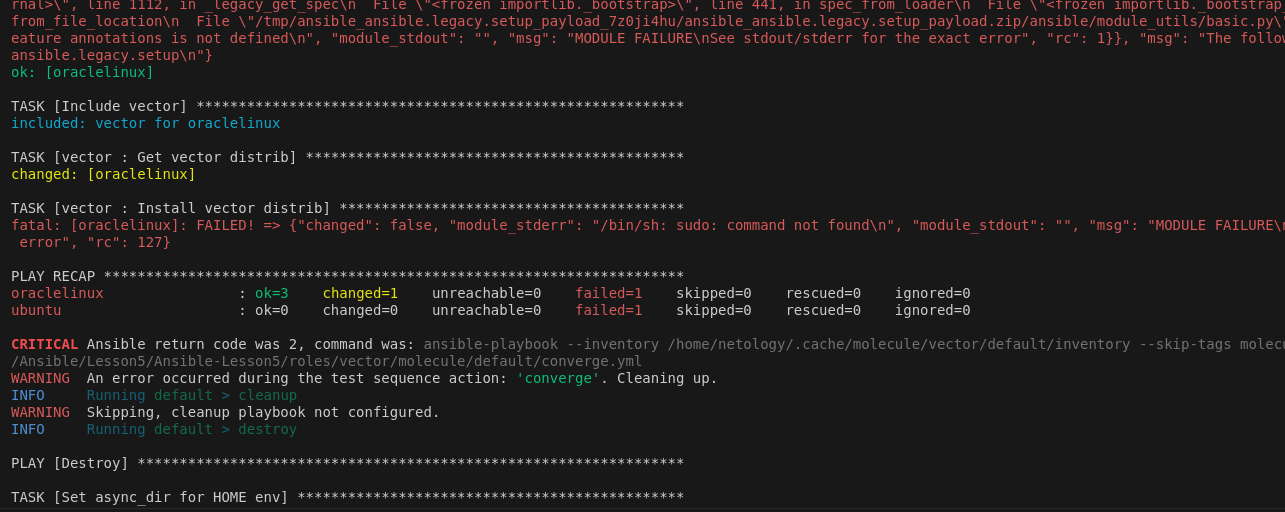 rnal>\", line 1112, in _legacy_get_spec\n  File \"<frozen importlib._bootstrap>\", line 441, in spec_from_loader\n  File \"<frozen importlib._bootstrap_
from_file_location\n  File \"/tmp/ansible_ansible.legacy.setup_payload_7z0ji4hu/ansible_ansible.legacy.setup_payload.zip/ansible/module_utils/basic.py\
eature annotations is not defined\n", "module_stdout": "", "msg": "MODULE FAILURE\nSee stdout/stderr for the exact error", "rc": 1}}, "msg": "The follow
ansible.legacy.setup\n"}
ok: [oraclelinux]
TASK [Include vector] **********************************************************
included: vector for oraclelinux
TASK [vector : Get vector distrib] *********************************************
changed: [oraclelinux]
TASK [vector : Install vector distrib] *****************************************
fatal: [oraclelinux]: FAILED! => {"changed": false, "module_stderr": "/bin/sh: sudo: command not found\n", "module_stdout": "", "msg": "MODULE FAILURE\n
 error", "rc": 127}
PLAY RECAP *********************************************************************
oraclelinux                : ok=3    changed=1    unreachable=0    failed=1    skipped=0    rescued=0    ignored=0
ubuntu                     : ok=0    changed=0    unreachable=0    failed=1    skipped=0    rescued=0    ignored=0
CRITICAL Ansible return code was 2, command was: ansible-playbook --inventory /home/netology/.cache/molecule/vector/default/inventory --skip-tags molecu
/Ansible/Lesson5/Ansible-Lesson5/roles/vector/molecule/default/converge.yml
WARNING  An error occurred during the test sequence action: 'converge'. Cleaning up.
INFO     Running default > cleanup
WARNING  Skipping, cleanup playbook not configured.
INFO     Running default > destroy
PLAY [Destroy] *****************************************************************
TASK [Set async_dir for HOME env] **********************************************